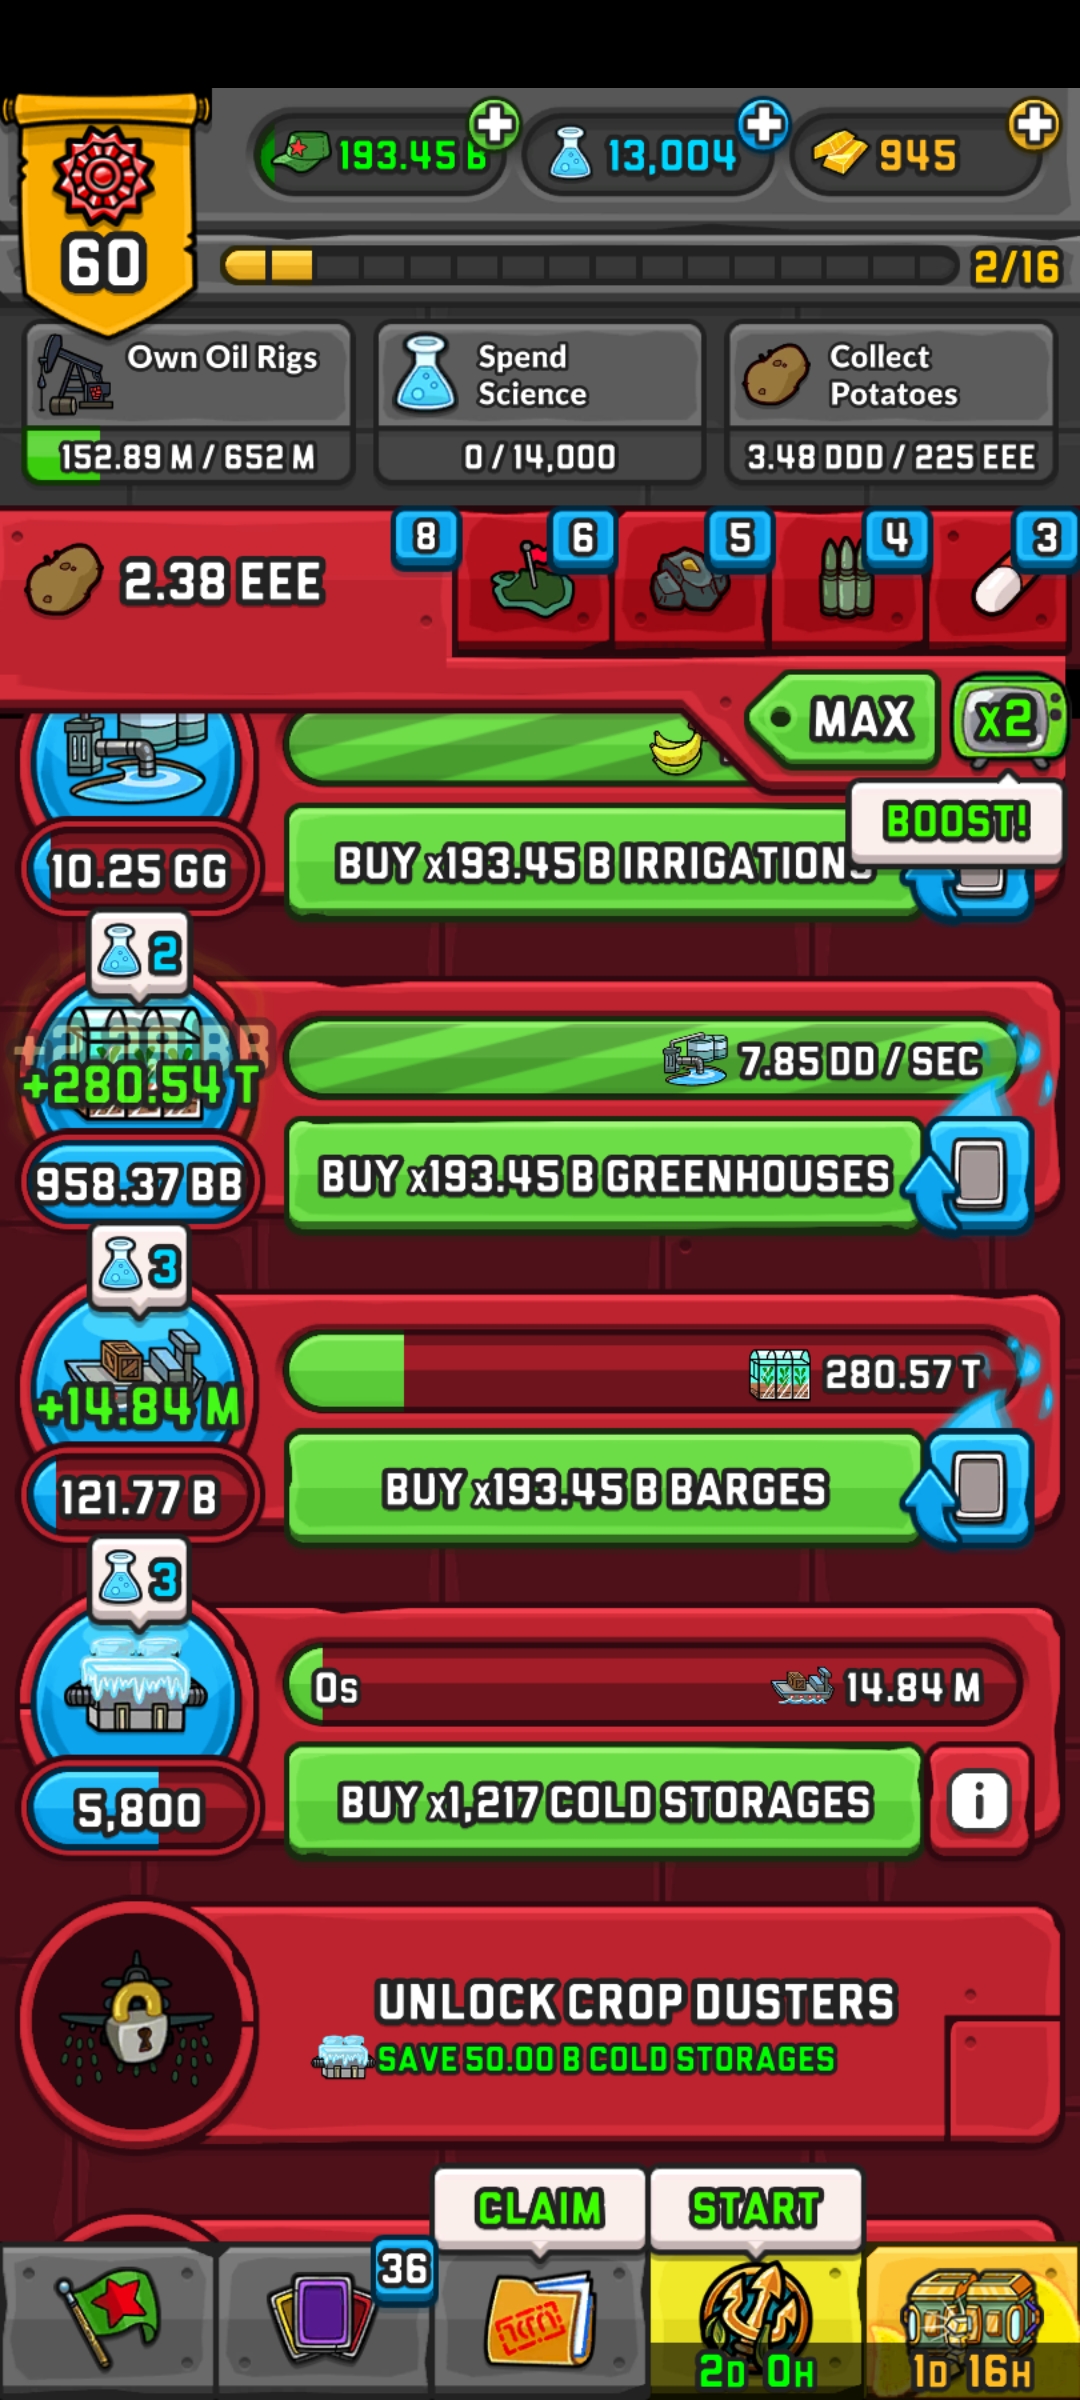 193.45 B
13,004
945
60
2/16
Own Oil Rigs
152.89 M / 652 M
Spend
Science
0 / 14,000
Collect
Potatoes
3.48 DDD / 225 EEE
2.38 EEE
8
6
5
4
3
MAX
x2
BOOST!
10.25 GG
BUY x193.45 B IRRIGATIONS
2
+280.54 T
7.85 DD / SEC
958.37 BB
BUY x193.45 B GREENHOUSES
3
+14.84 M
280.57 T
121.77 B
BUY x193.45 B BARGES
3
0s
14.84 M
5,800
BUY x1,217 COLD STORAGES
i
UNLOCK CROP DUSTERS
SAVE 50.00 B COLD STORAGES
CLAIM
START
36
2D 0H
1D 16H